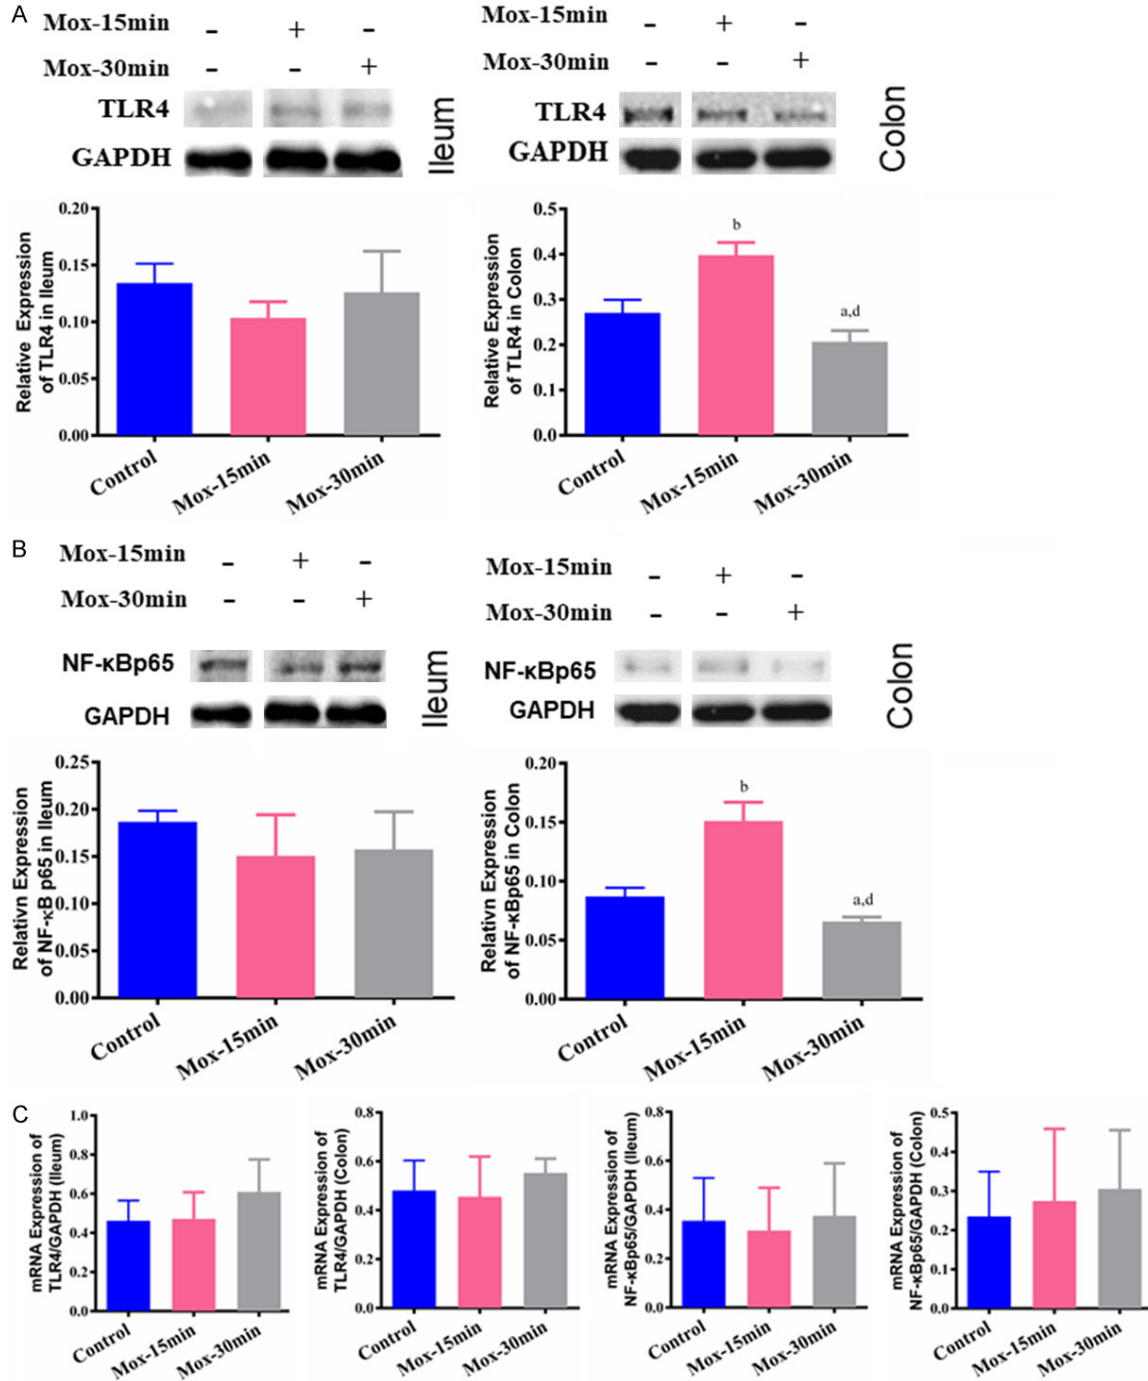 A
Mox-15min - + -
Mox-30min - - +
TLR4
GAPDH
Ileum
Mox-15min - + -
Mox-30min - - +
TLR4
GAPDH
Colon
Relative Expression
of TLR4 in Ileum
0.20
0.15
0.10
0.05
0.00
Control
Mox-15min
Mox-30min
Relative Expression
of TLR4 in Colon
0.5
0.4
0.3
0.2
0.1
0.0
b
a,d
Control
Mox-15min
Mox-30min
B
Mox-15min - + -
Mox-30min - - +
NF-κBp65
GAPDH
Ileum
Mox-15min - + -
Mox-30min - - +
NF-κBp65
GAPDH
Colon
Relativn Expression
of NF-κB p65 in Ileum
0.25
0.20
0.15
0.10
0.05
0.00
Control
Mox-15min
Mox-30min
Relativn Expression
of NF-κBp65 in Colon
0.20
0.15
0.10
0.05
0.00
b
a,d
Control
Mox-15min
Mox-30min
C
mRNA Expression of
TLR4/GAPDH (Ileum)
1.0
0.8
0.6
0.4
0.2
0.0
Control
Mox-15min
Mox-30min
mRNA Expression of
TLR4/GAPDH (Colon)
0.8
0.6
0.4
0.2
0.0
Control
Mox-15min
Mox-30min
mRNA Expression of
NF-κBp65/GAPDH (Ileum)
0.8
0.6
0.4
0.2
0.0
Control
Mox-15min
Mox-30min
mRNA Expression of
NF-κBp65/GAPDH (Colon)
0.5
0.4
0.3
0.2
0.1
0.0
Control
Mox-15min
Mox-30min